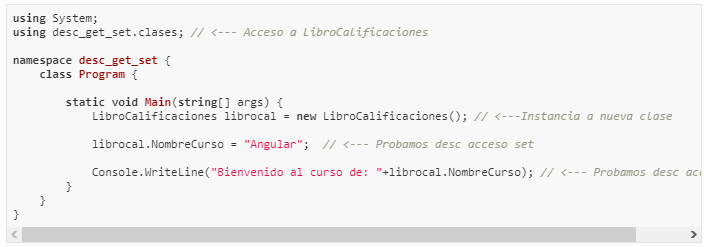 using System;
using desc_get_set.clases; // <--- Acceso a LibroCalificaciones
namespace desc_get_set {
class Program {
static void Main(string[] args) {
LibroCalificaciones librocal = new LibroCalificaciones(); // <---Instancia a nueva clase
librocal.NombreCurso = "Angular";  // <--- Probamos desc acceso set
Console.WriteLine("Bienvenido al curso de: "+librocal.NombreCurso); // <--- Probamos desc
}
}
}